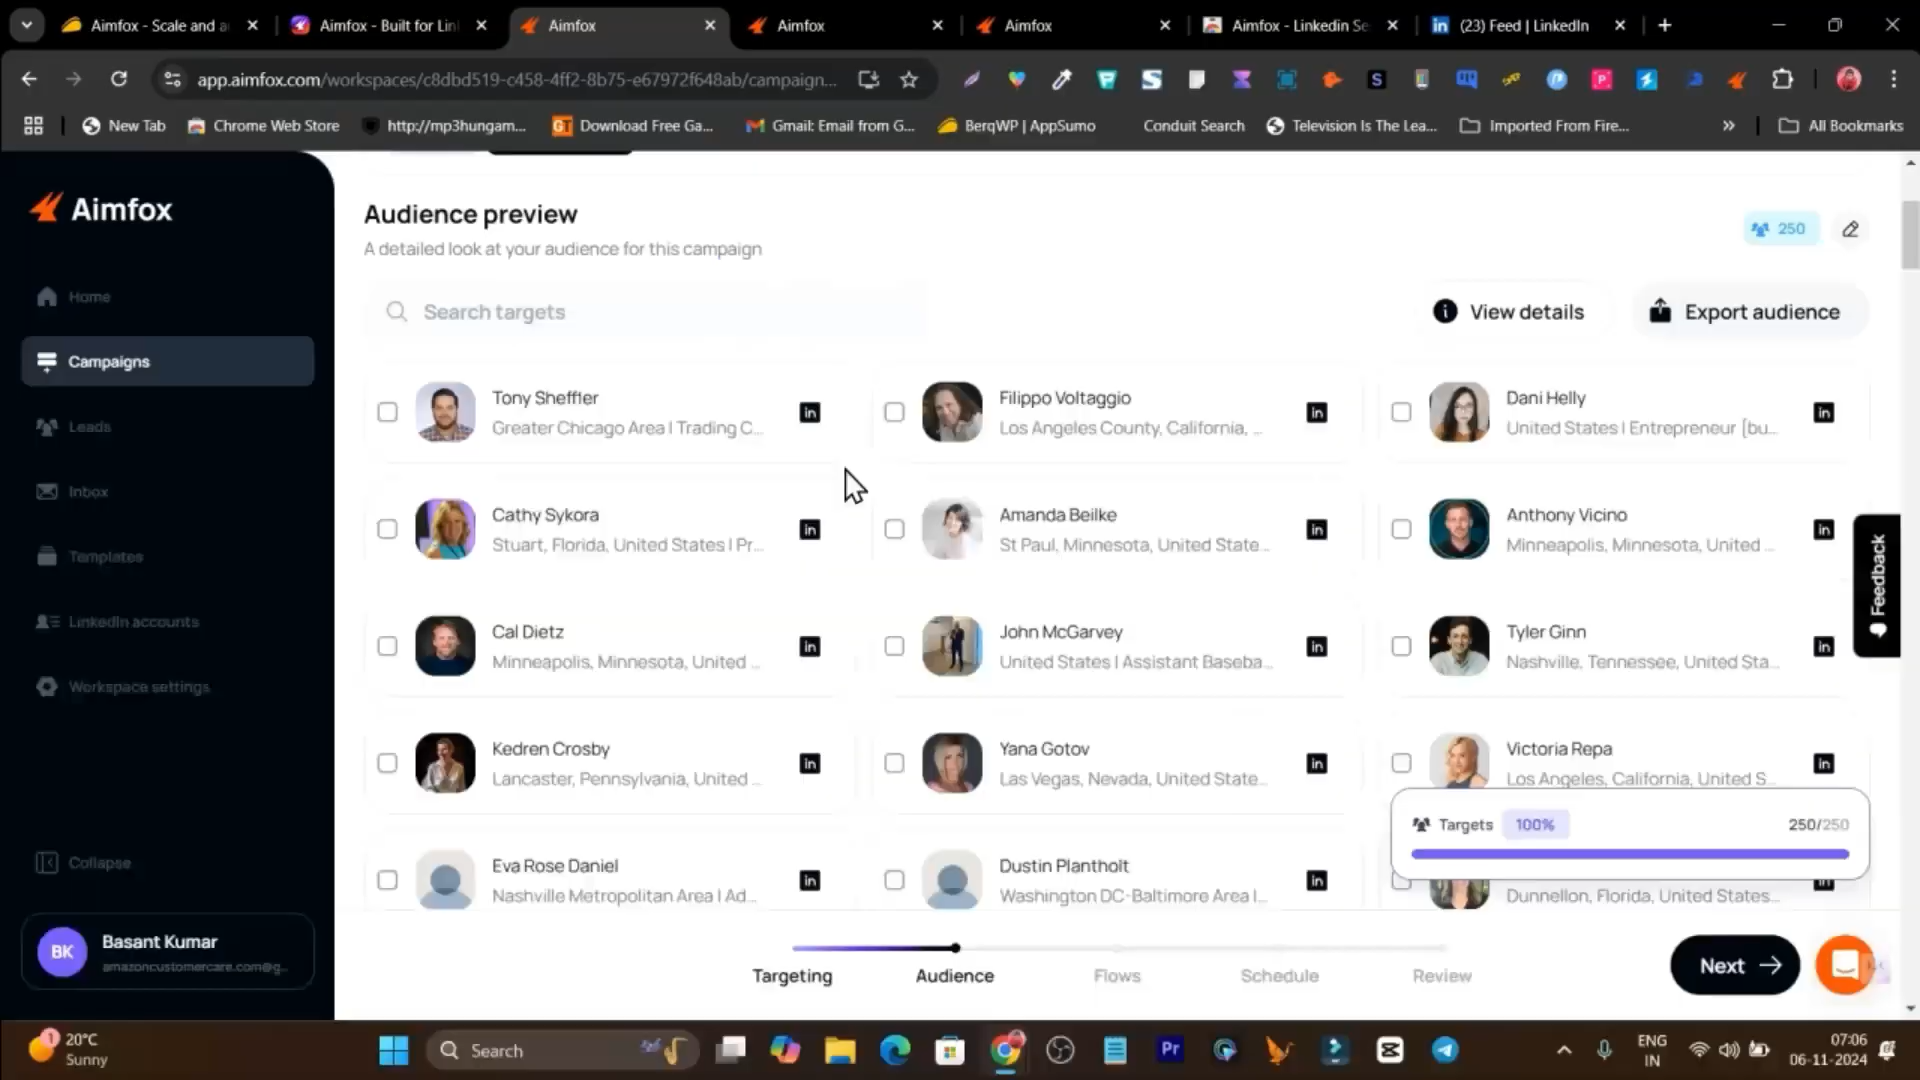 Aimfox - Scale and a
Aimfox - Built for Lin
Aimfox
Aimfox
Aimfox
Aimfox - Linkedin Se
(23) Feed | LinkedIn
app.aimfox.com/workspaces/c8dbd519-c458-4ff2-8b75-e67972f648ab/campaign...
New Tab
Chrome Web Store
http://mp3hungam...
Download Free Ga...
Gmail: Email from G...
BerqWP | AppSumo
Conduit Search
Television Is The Lea...
Imported From Fire...
All Bookmarks
Aimfox
Home
Campaigns
Leads
Inbox
Templates
LinkedIn accounts
Workspace settings
Collapse
BK
Basant Kumar
amazoncustomercare.com@g...
Audience preview
A detailed look at your audience for this campaign
250
Search targets
View details
Export audience
Tony Sheffler
Greater Chicago Area | Trading C...
Filippo Voltaggio
Los Angeles County, California, ...
Dani Helly
United States | Entrepreneur [bu...
Cathy Sykora
Stuart, Florida, United States | Pr...
Amanda Beilke
St Paul, Minnesota, United State...
Anthony Vicino
Minneapolis, Minnesota, United ...
Cal Dietz
Minneapolis, Minnesota, United ...
John McGarvey
United States | Assistant Baseba...
Tyler Ginn
Nashville, Tennessee, United Sta...
Kedren Crosby
Lancaster, Pennsylvania, United ...
Yana Gotov
Las Vegas, Nevada, United State...
Victoria Repa
Los Angeles, California, United S...
Eva Rose Daniel
Nashville Metropolitan Area | Ad...
Dustin Plantholt
Washington DC-Baltimore Area |...
Dunnellon, Florida, United States...
Targets 100% 250/250
Feedback
Targeting
Audience
Flows
Schedule
Review
Next
1
20°C
Sunny
Search
Pr
ENG
IN
07:06
06-11-2024